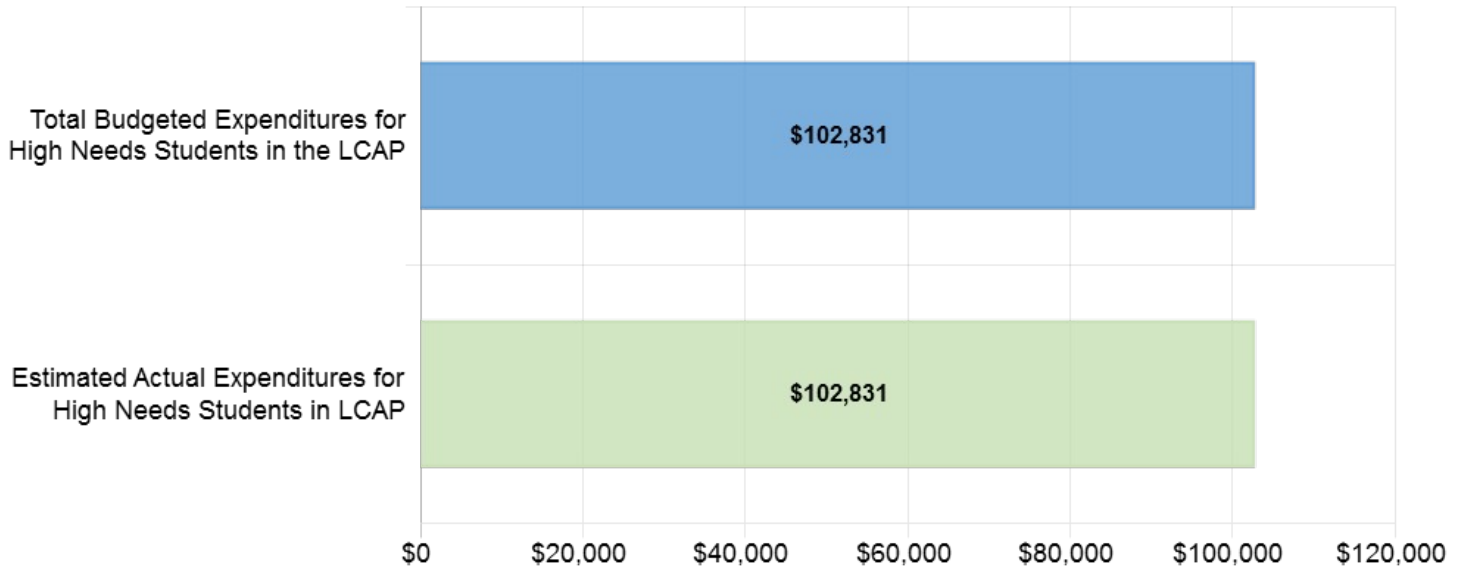 Total Budgeted Expenditures for
High Needs Students in the LCAP
$102,831
Estimated Actual Expenditures for
High Needs Students in LCAP
$102,831
$0
$20,000
$40,000
$60,000
$80,000
$100,000
$120,000